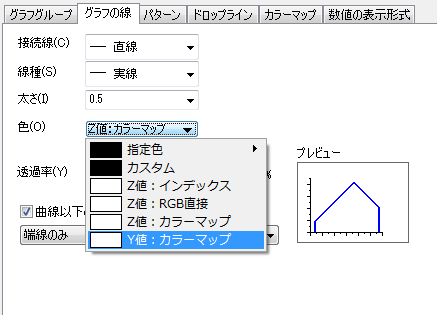 グラフグループ グラフの線 パターン ドロップライン カラーマップ 数値の表示形式
接続線(C) 直線
線種(S) 実線
太さ(I) 0.5
色(O) Z値:カラーマップ
指定色
カスタム
Z値：インデックス
Z値：RGB直接
Z値：カラーマップ
Y値：カラーマップ
透過率(Y) %
プレビュー
曲線以下
端線のみ